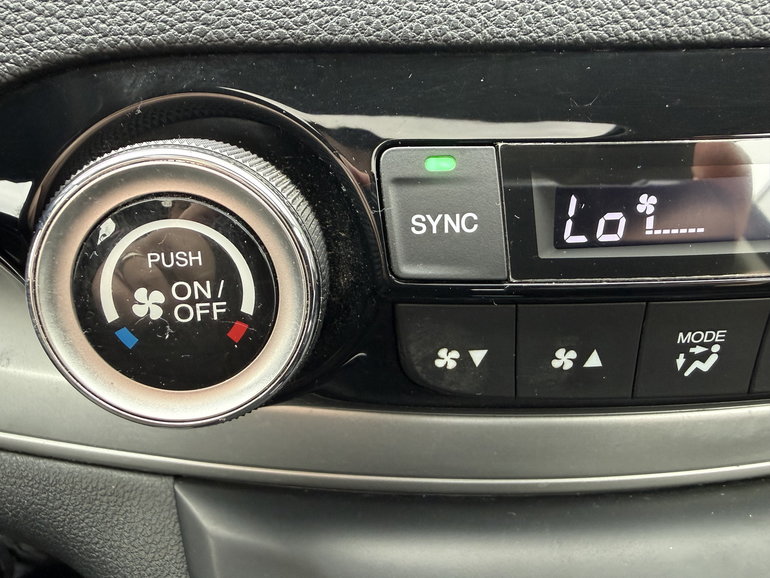 PUSH
ON /
OFF
SYNC
Lo
MODE